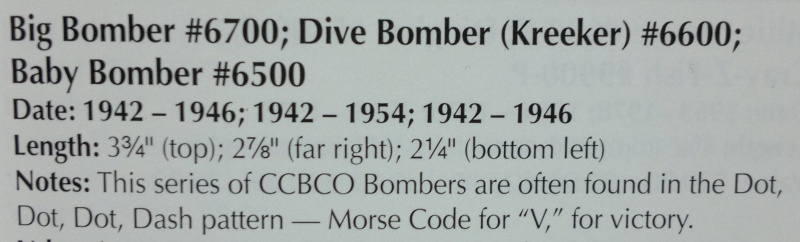 Big Bomber #6700; Dive Bomber (Kreeker) #6600;
Baby Bomber #6500
Date: 1942 – 1946; 1942 – 1954; 1942 – 1946
Length: 3¾" (top); 2⅞" (far right); 2¼" (bottom left)
Notes: This series of CCBCO Bombers are often found in the Dot,
Dot, Dot, Dash pattern — Morse Code for “V,” for victory.